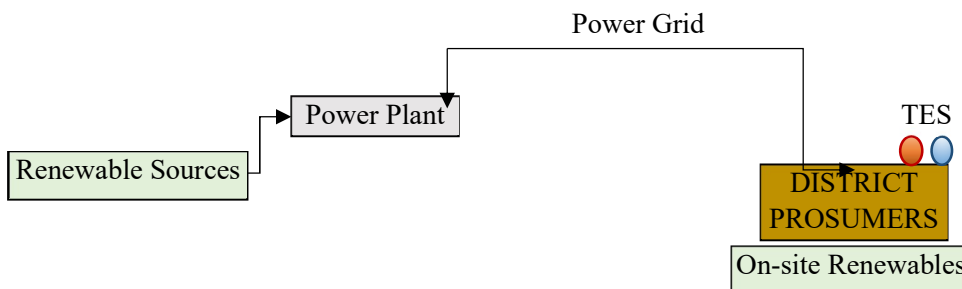 Power Grid
Power Plant
TES
Renewable Sources
DISTRICT
PROSUMERS
On-site Renewables